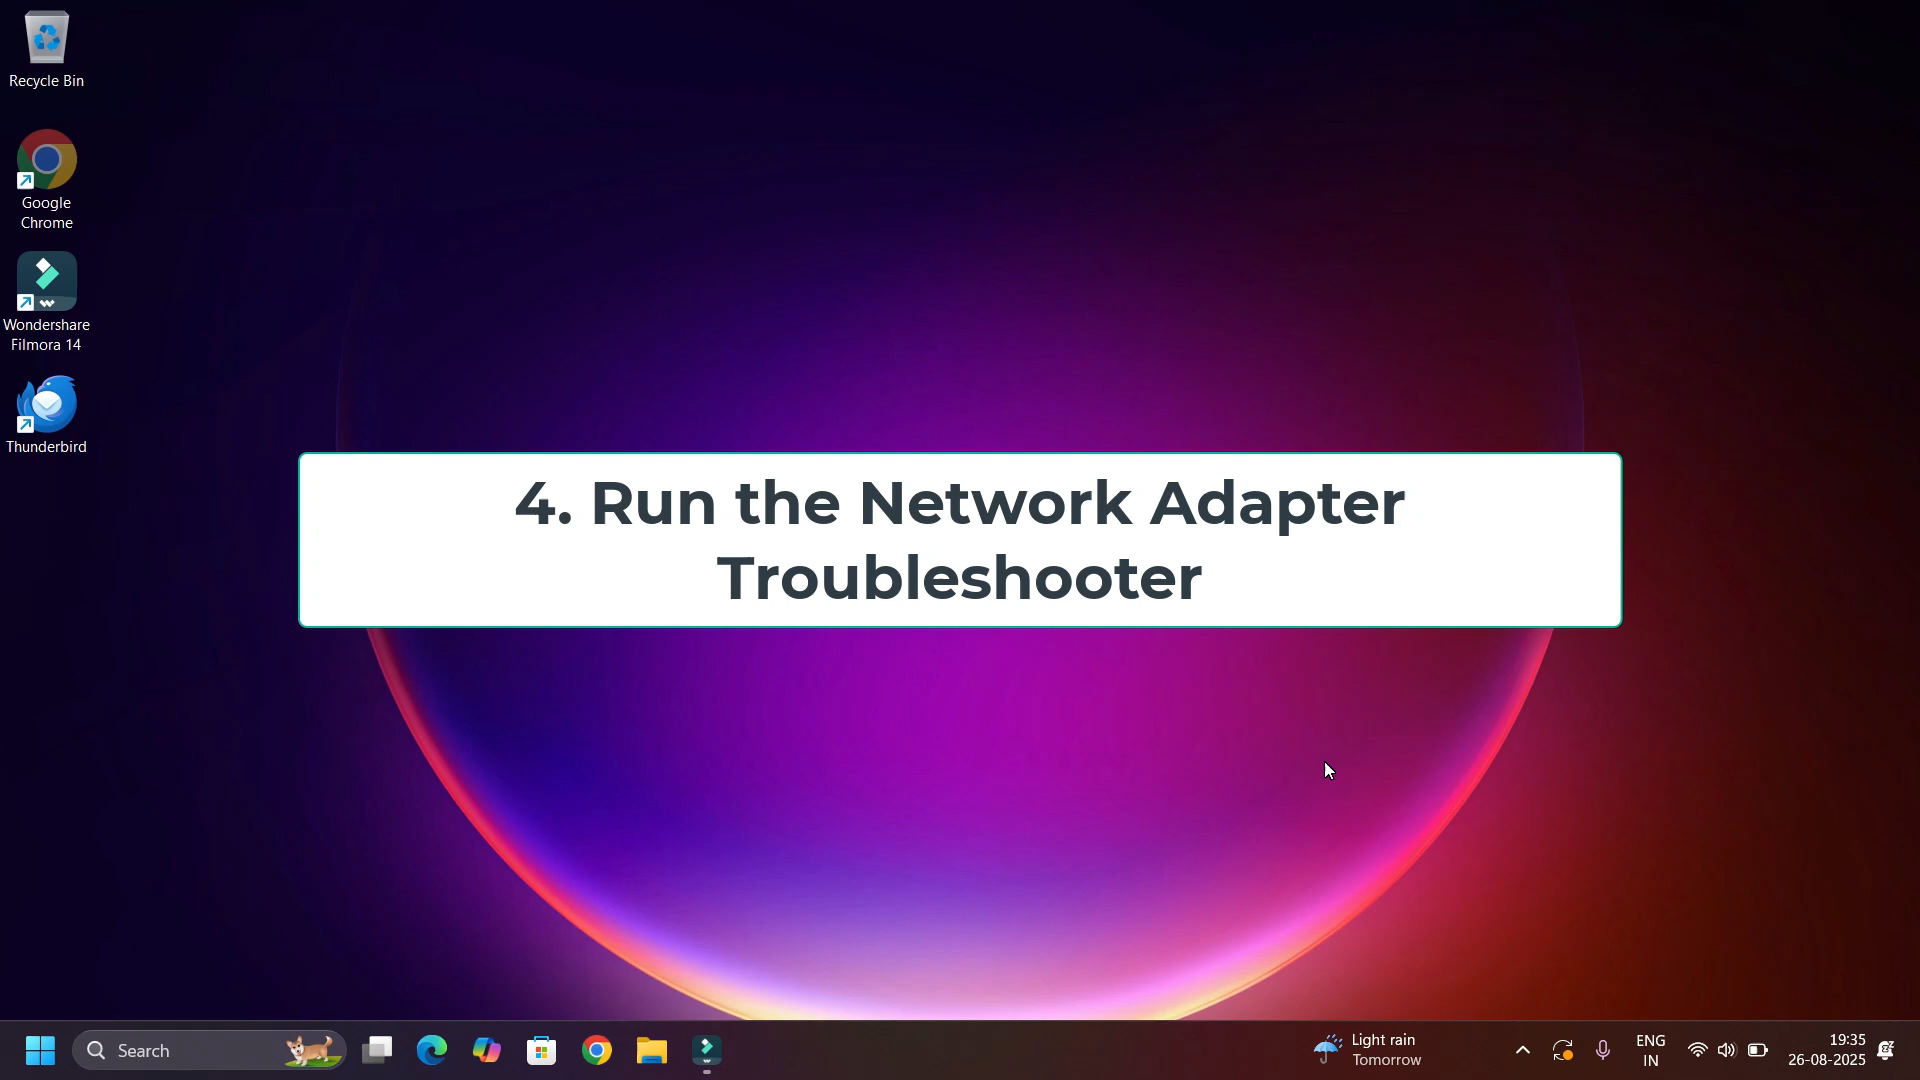 Recycle Bin
Google
Chrome
Wondershare
Filmora 14
Thunderbird
4. Run the Network Adapter
Troubleshooter
Search
Light rain
Tomorrow
ENG
IN
19:35
26-08-2025